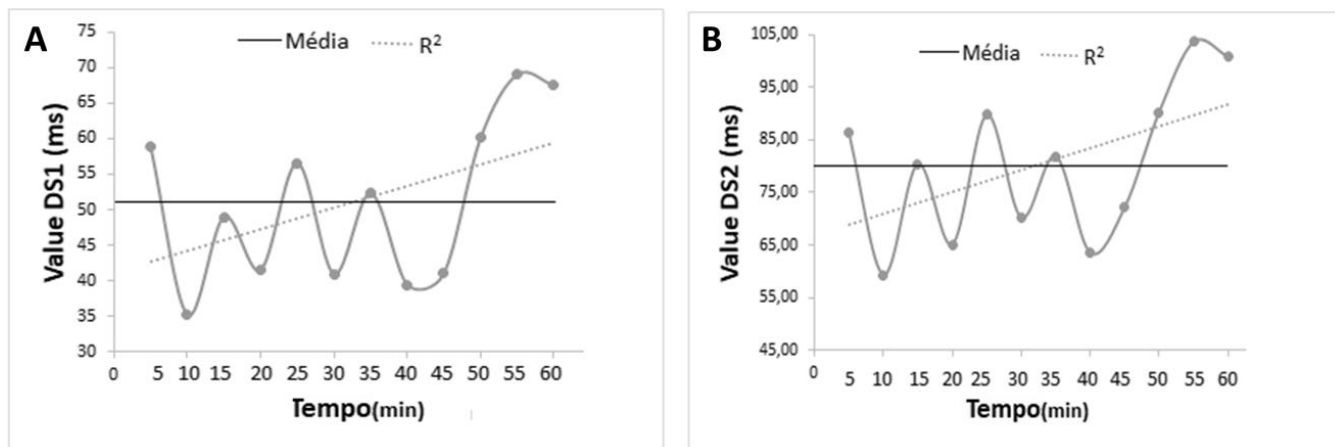 A
Média
R²
Value DS1 (ms)
75
70
65
60
55
50
45
40
35
30
0 5 10 15 20 25 30 35 40 45 50 55 60
Tempo(min)
B
Média
R²
Value DS2 (ms)
105,00
95,00
85,00
75,00
65,00
55,00
45,00
0 5 10 15 20 25 30 35 40 45 50 55 60
Tempo(min)